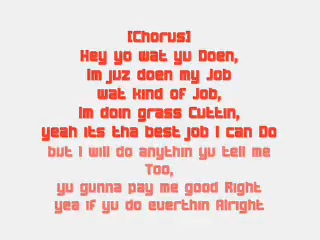 [Chorus]
Hey yo wat yu Doen,
Im juz doen my Job
wat kind of Job,
Im doin grass Cuttin,
yeah its tha best job I can Do
but I will do anythin yu tell me
Too,
yu gunna pay me good Right
yea if yu do everthin Alright